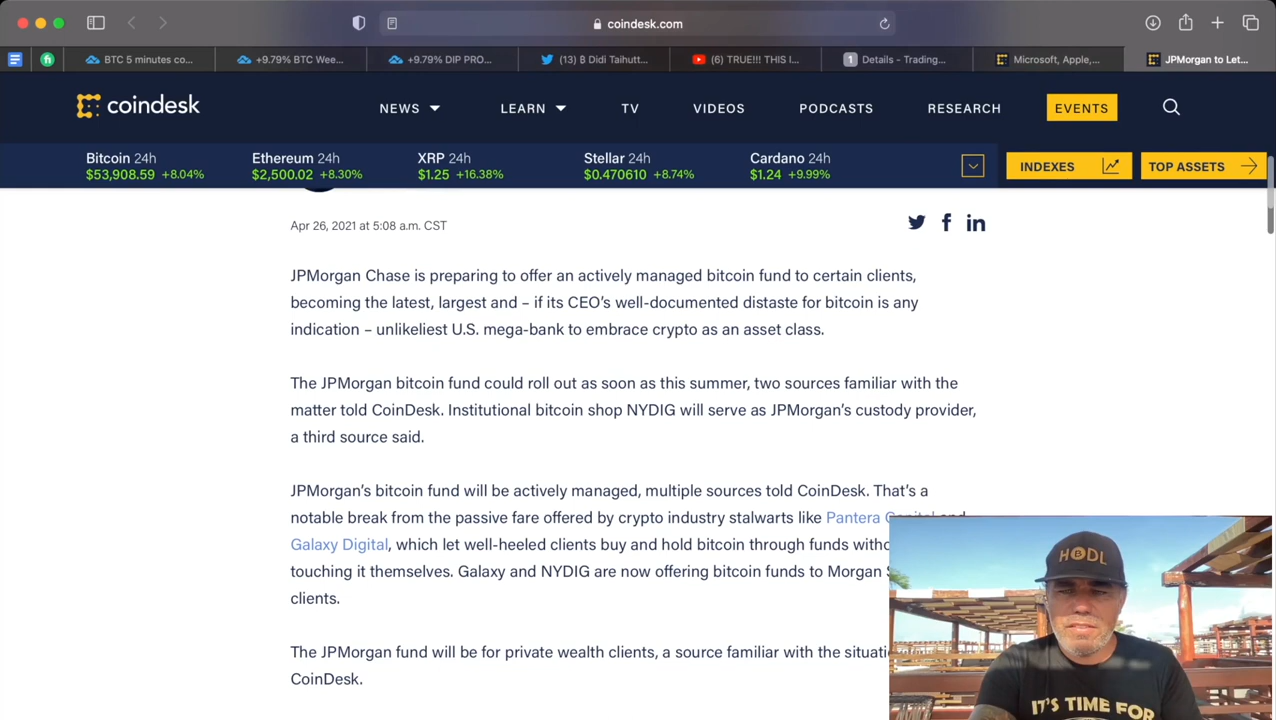 coindesk.com
BTC 5 minutes co...
+9.79% BTC Wee...
+9.79% DIP PRO...
(13) ₿ Didi Taihutt...
(6) TRUE!!! THIS I...
1 Details - Trading...
Microsoft, Apple,...
JPMorgan to Let...
coindesk
NEWS
LEARN
TV
VIDEOS
PODCASTS
RESEARCH
EVENTS
Bitcoin 24h
$53,908.59 +8.04%
Ethereum 24h
$2,500.02 +8.30%
XRP 24h
$1.25 +16.38%
Stellar 24h
$0.470610 +8.74%
Cardano 24h
$1.24 +9.99%
INDEXES
TOP ASSETS
Apr 26, 2021 at 5:08 a.m. CST
JPMorgan Chase is preparing to offer an actively managed bitcoin fund to certain clients,
becoming the latest, largest and – if its CEO’s well-documented distaste for bitcoin is any
indication – unlikeliest U.S. mega-bank to embrace crypto as an asset class.
The JPMorgan bitcoin fund could roll out as soon as this summer, two sources familiar with the
matter told CoinDesk. Institutional bitcoin shop NYDIG will serve as JPMorgan’s custody provider,
a third source said.
JPMorgan’s bitcoin fund will be actively managed, multiple sources told CoinDesk. That’s a
notable break from the passive fare offered by crypto industry stalwarts like Pantera Capital and
Galaxy Digital, which let well-heeled clients buy and hold bitcoin through funds
touching it themselves. Galaxy and NYDIG are now offering bitcoin funds to Morgan
clients.
The JPMorgan fund will be for private wealth clients, a source familiar with the
CoinDesk.
HODL
IT'S TIME FOR